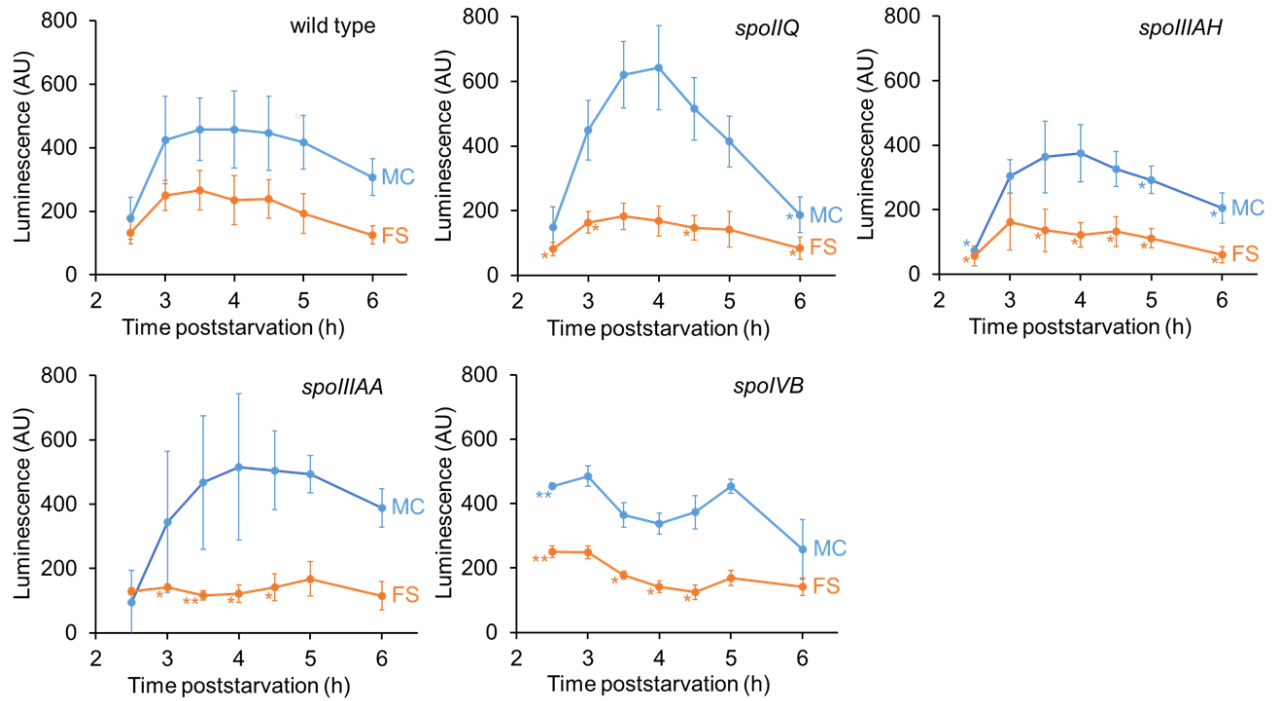 wild type
800
600
400
200
0
Luminescence (AU)
MC
FS
2 3 4 5 6
Time poststarvation (h)
spoIIQ
800
600
400
200
0
Luminescence (AU)
* * * *
* MC
* FS
2 3 4 5 6
Time poststarvation (h)
spoIIIAH
800
600
400
200
0
Luminescence (AU)
* * * MC
* * * * * * FS
2 3 4 5 6
Time poststarvation (h)
spoIIIAA
800
600
400
200
0
Luminescence (AU)
MC
* ** * * FS
2 3 4 5 6
Time poststarvation (h)
spoIVB
800
600
400
200
0
Luminescence (AU)
** MC
** * * * FS
2 3 4 5 6
Time poststarvation (h)